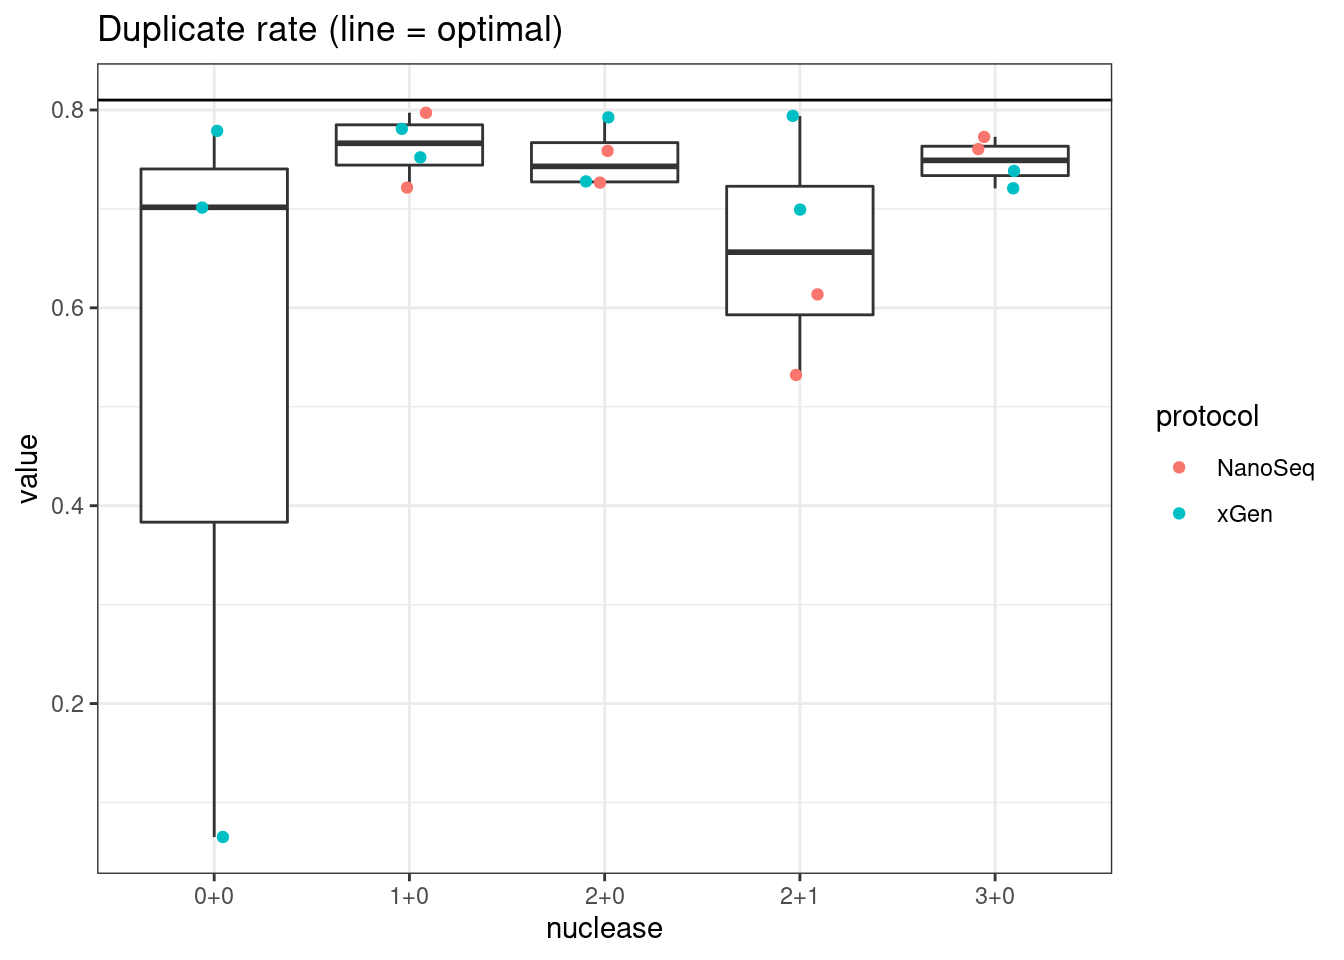 Duplicate rate (line = optimal)
0.8
0.6
0.4
0.2
value
0+0
1+0
2+0
2+1
3+0
nuclease
protocol
NanoSeq
xGen